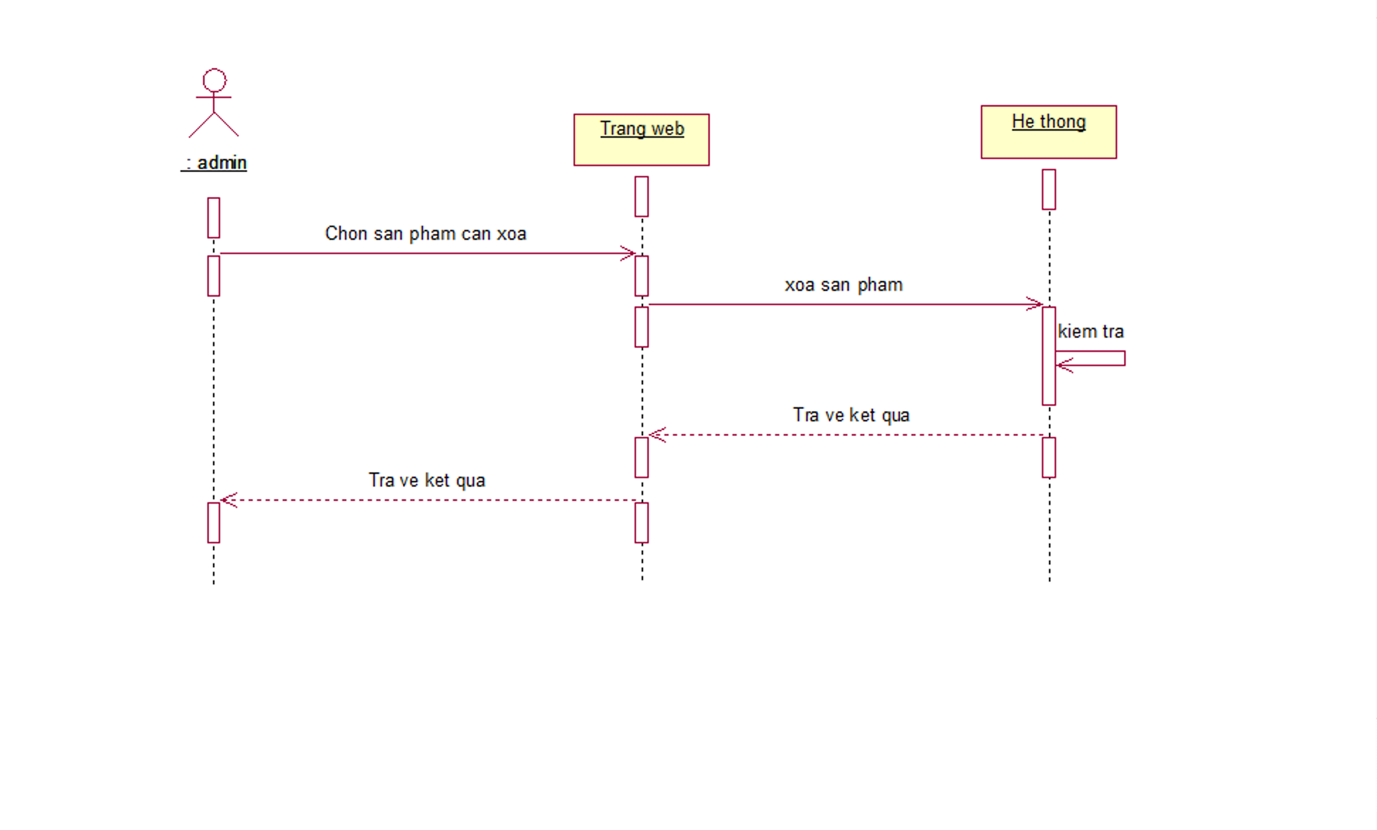 : admin
Trang web
He thong
Chon san pham can xoa
xoa san pham
kiem tra
Tra ve ket qua
Tra ve ket qua